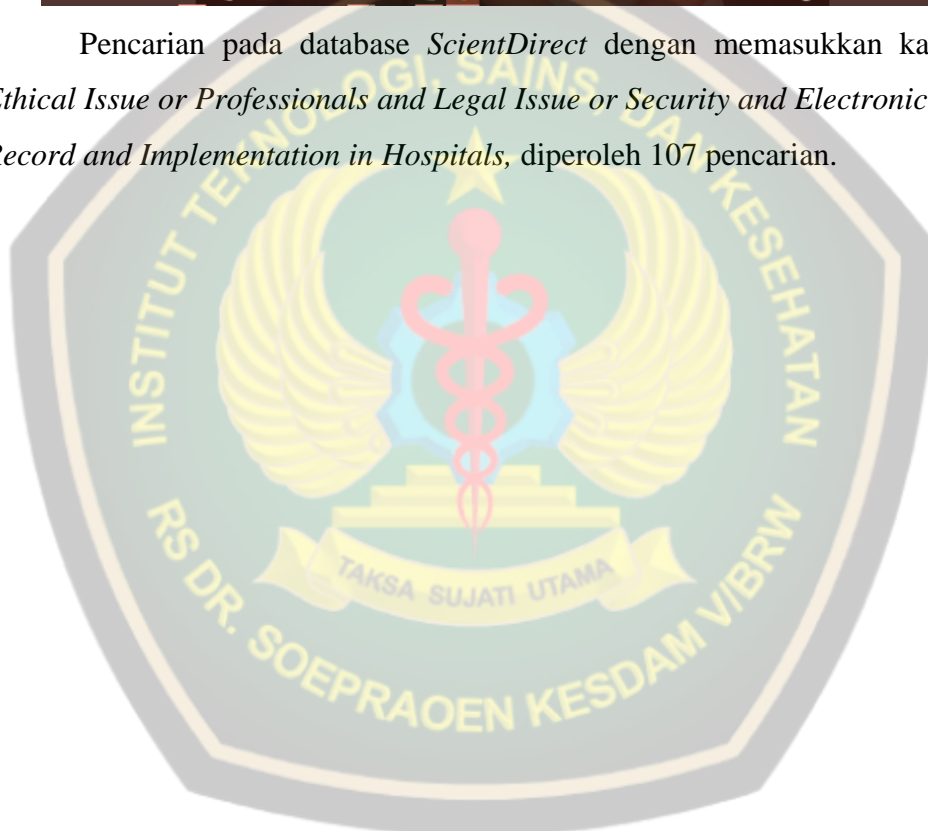 Pencarian pada database ScientDirect dengan memasukkan ka
Ethical Issue or Professionals and Legal Issue or Security and Electronic
Record and Implementation in Hospitals, diperoleh 107 pencarian.
INSTITUT TEKNOLOGI, SAINS, DAN KESEHATAN
TAKSA SUJATI UTAMA
RS DR. SOEPRAOEN KESDAM V/BRW